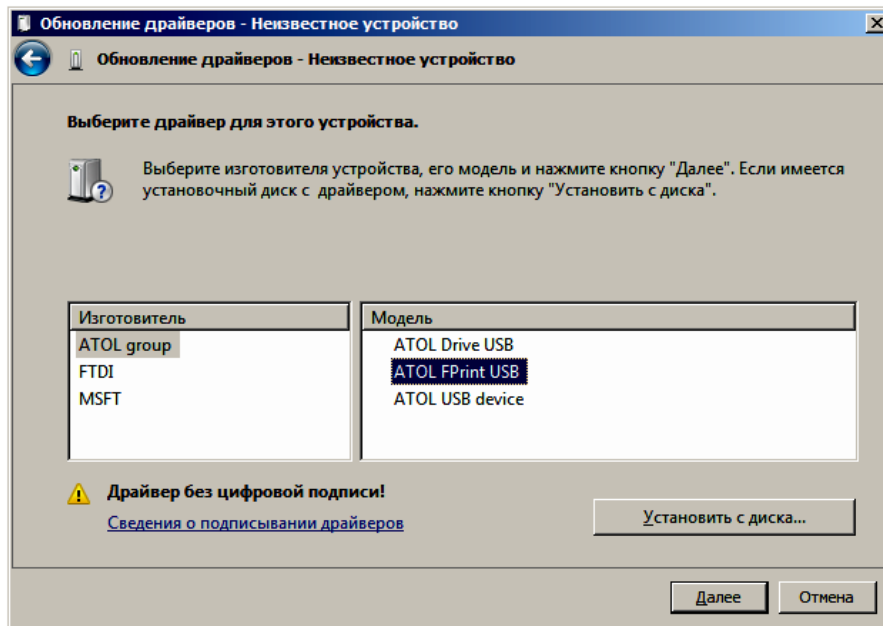 Обновление драйверов - Неизвестное устройство
Обновление драйверов - Неизвестное устройство
Выберите драйвер для этого устройства.
Выберите изготовителя устройства, его модель и нажмите кнопку "Далее". Если имеется
установочный диск с драйвером, нажмите кнопку "Установить с диска".
Изготовитель
ATOL group
FTDI
MSFT
Модель
ATOL Drive USB
ATOL FPrint USB
ATOL USB device
Драйвер без цифровой подписи!
Сведения о подписывании драйверов
Установить с диска...
Далее
Отмена